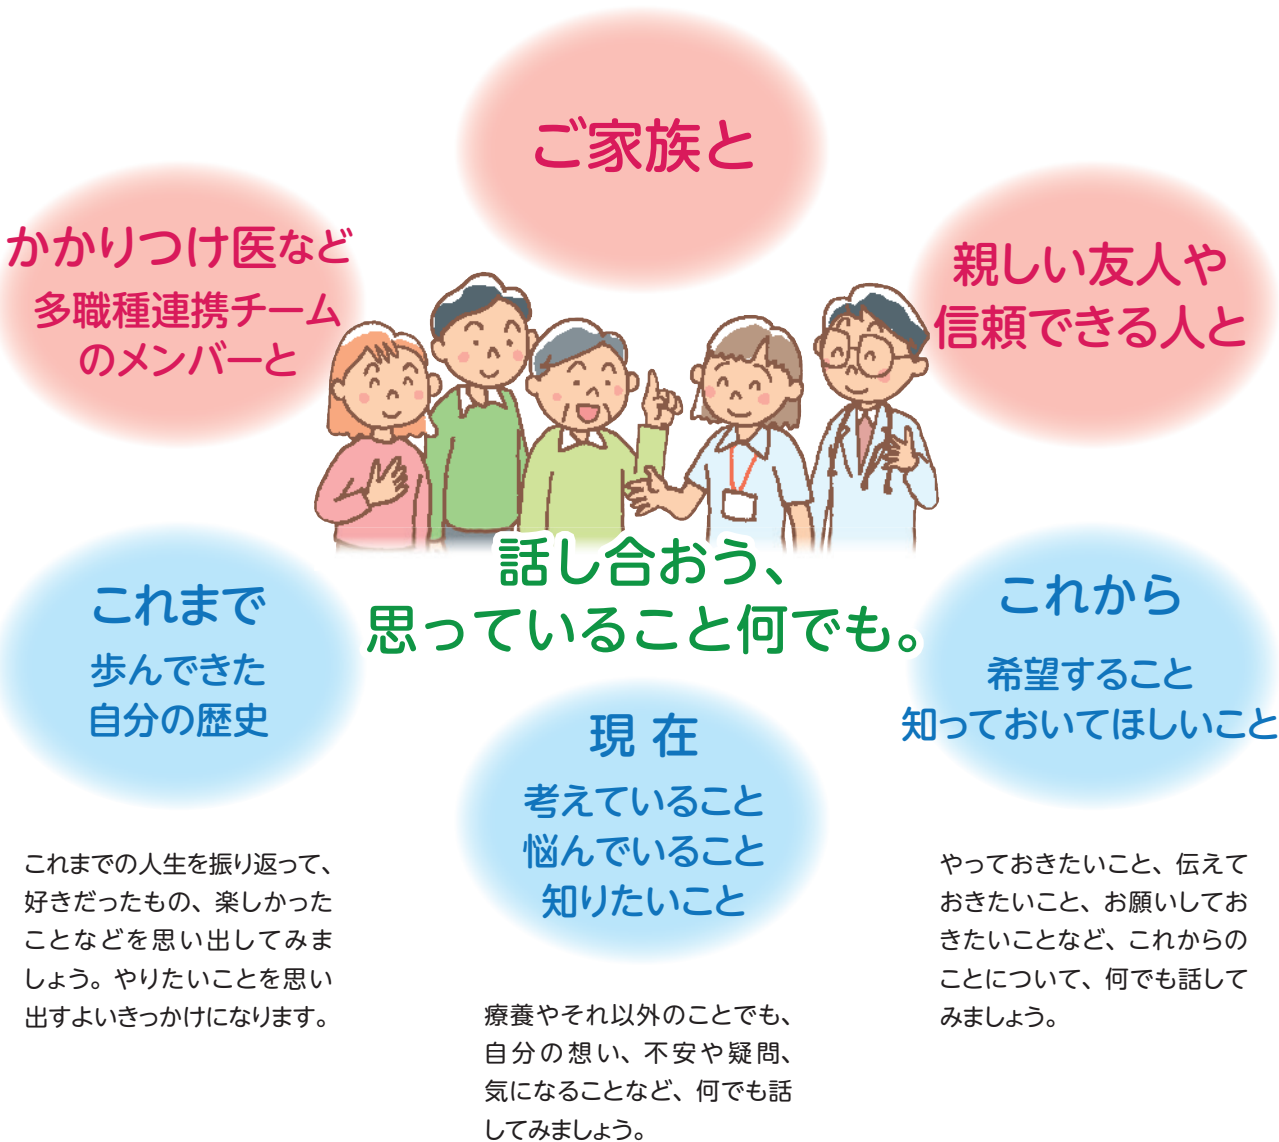 ご家族と
かかりつけ医など
多職種連携チーム
のメンバーと
親しい友人や
信頼できる人と
話し合おう、
思っていること何でも。
これまで
歩んできた
自分の歴史
これまでの人生を振り返って、
好きだったもの、楽しかった
ことなどを思い出してみま
しょう。やりたいことを思い
出すよいきっかけになります。
現 在
考えていること
悩んでいること
知りたいこと
療養やそれ以外のことでも、
自分の想い、不安や疑問、
気になることなど、何でも話
してみましょう。
これから
希望すること
知っておいてほしいこと
やっておきたいこと、伝えて
おきたいこと、お願いしてお
きたいことなど、これからの
ことについて、何でも話して
みましょう。